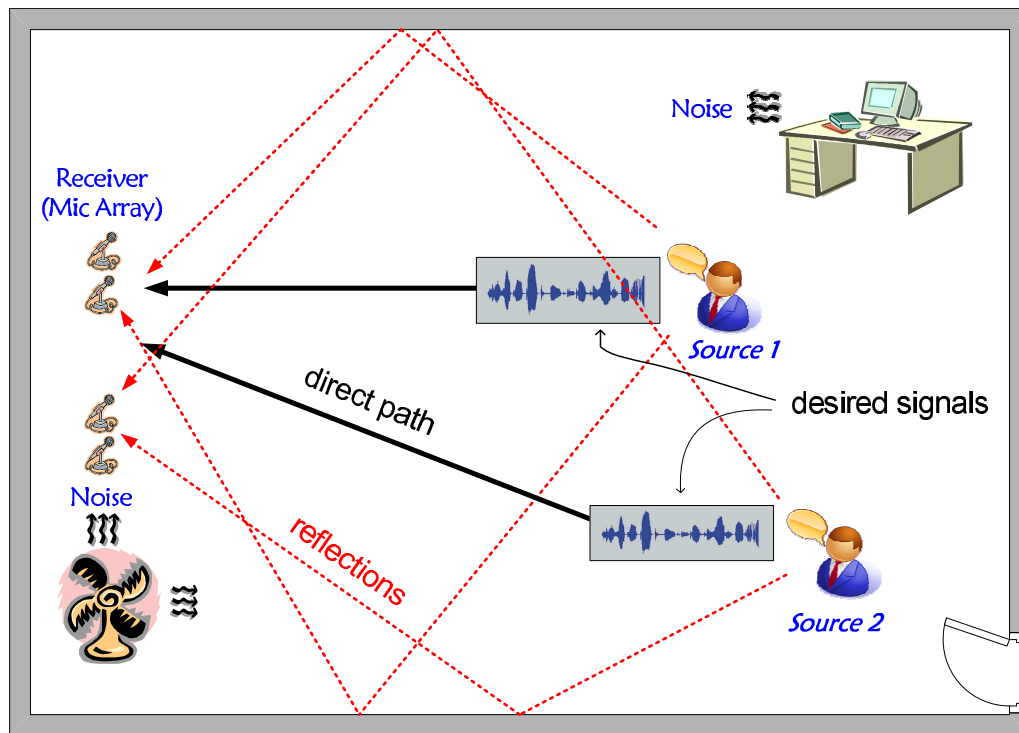 Noise
Receiver
(Mic Array)
Source 1
direct path
desired signals
Noise
reflections
Source 2